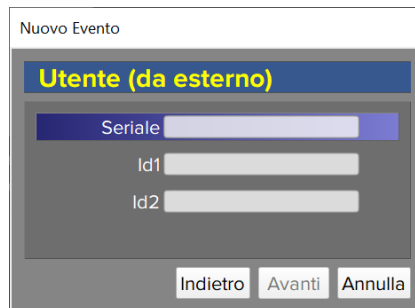 Nuovo Evento
Utente (da esterno)
Seriale
Id1
Id2
Indietro Avanti Annulla